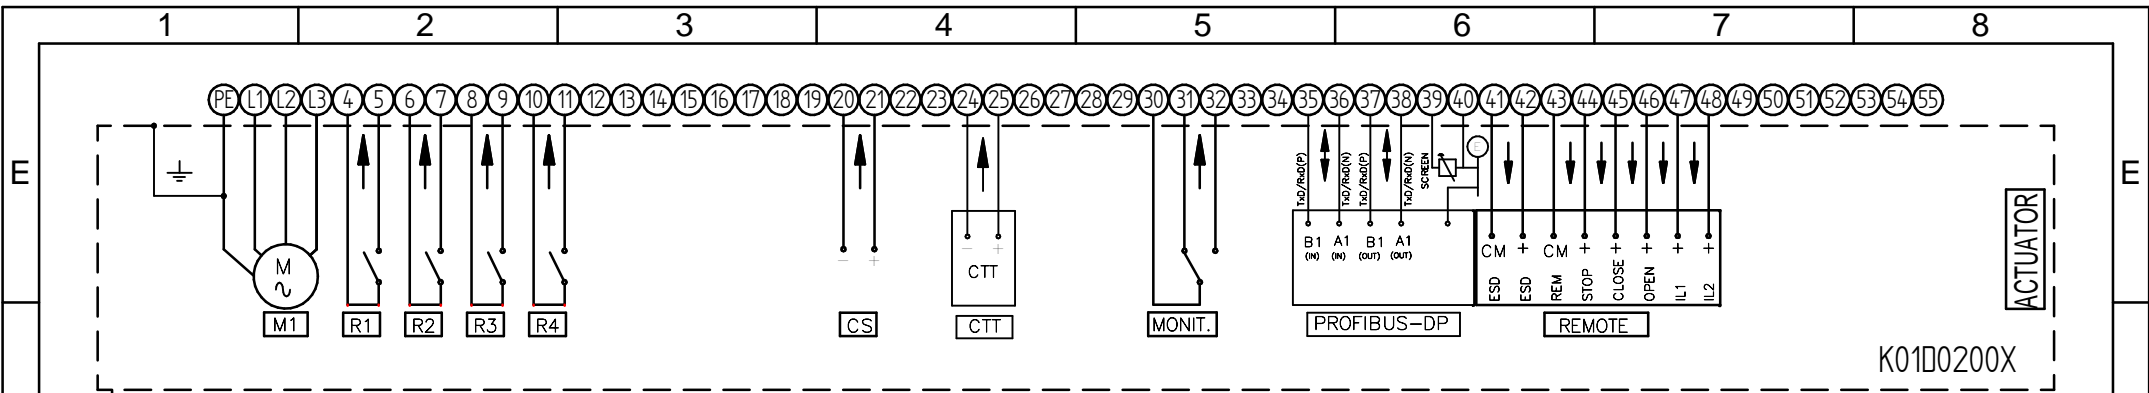 1 2 3 4 5 6 7 8
PE L1 L2 L3 4 5 6 7 8 9 10 11 12 13 14 15 16 17 18 19 20 21 22 23 24 25 26 27 28 29 30 31 32 33 34 35 36 37 38 39 40 41 42 43 44 45 46 47 48 49 50 51 52 53 54 55
E
E
E
TxD/RxD(P)
TxD/RxD(N)
TxD/RxD(P)
TxD/RxD(N)
SCREEN
M
∿
- +
- +
CTT
B1 A1 B1 A1
(IN) (IN) (OUT) (OUT)
CM + CM + + + + +
ESD
ESD
REM
STOP
CLOSE
OPEN
IL1
IL2
ACTUATOR
M1 R1 R2 R3 R4 CS CTT MONIT. PROFIBUS-DP REMOTE
K01D0200X